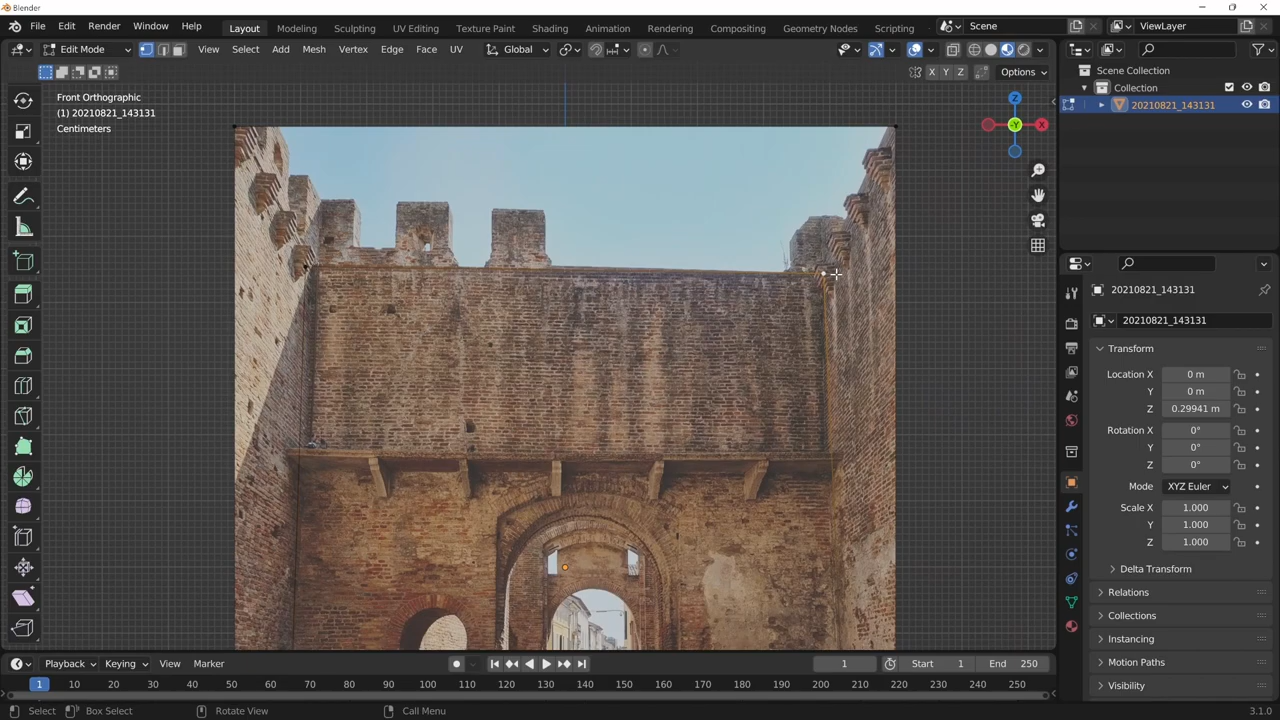 Blender
File Edit Render Window Help Layout Modeling Sculpting UV Editing Texture Paint Shading Animation Rendering Compositing Geometry Nodes Scripting Scene ViewLayer
Edit Mode View Select Add Mesh Vertex Edge Face UV Global
X Y Z Options
Front Orthographic
(1) 20210821_143131
Centimeters
Z
-Y
X
Scene Collection
Collection
20210821_143131
20210821_143131
20210821_143131
Transform
Location X 0 m
Y 0 m
Z 0.29941 m
Rotation X 0°
Y 0°
Z 0°
Mode XYZ Euler
Scale X 1.000
Y 1.000
Z 1.000
Delta Transform
Relations
Collections
Instancing
Motion Paths
Visibility
Playback Keying View Marker 1 Start 1 End 250
1 10 20 30 40 50 60 70 80 90 100 110 120 130 140 150 160 170 180 190 200 210 220 230 240 250
Select Box Select Rotate View Call Menu 3.1.0